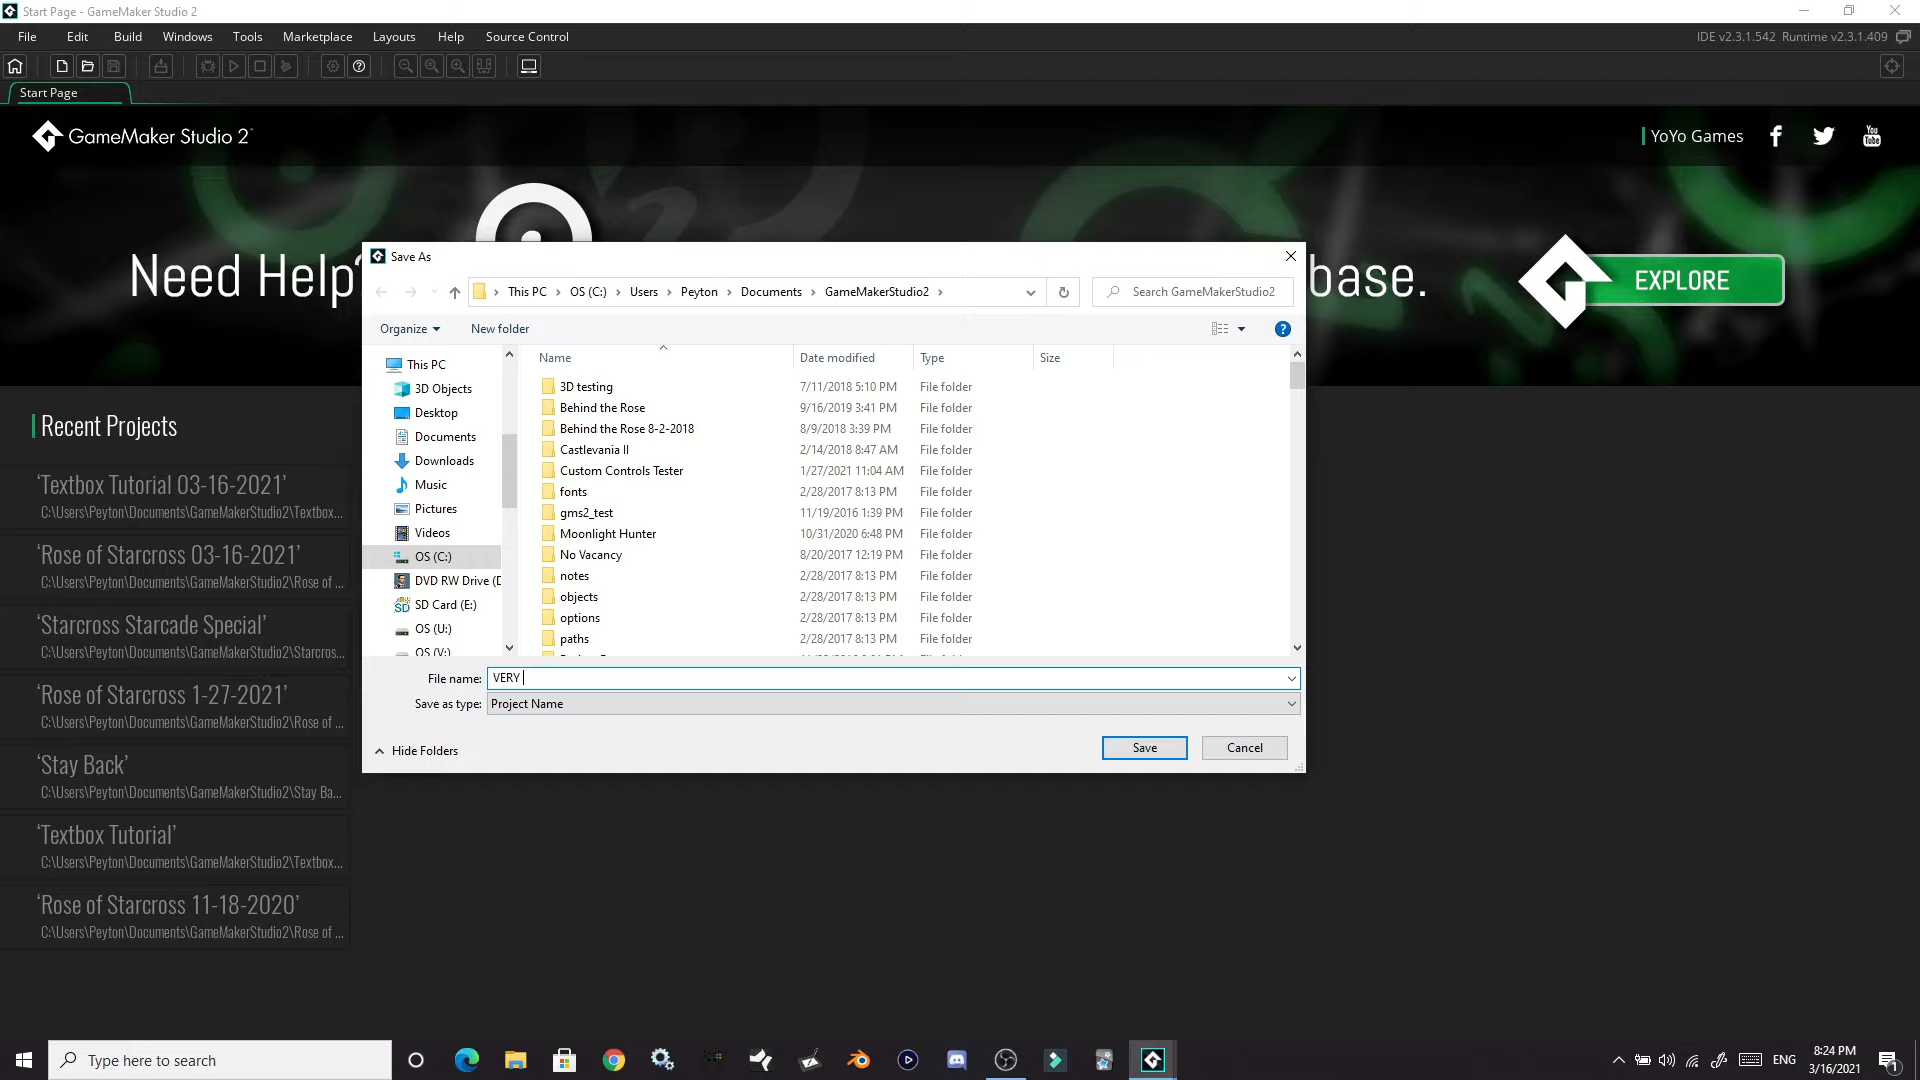 Start Page - GameMaker Studio 2
File Edit Build Windows Tools Marketplace Layouts Help Source Control
IDE v2.3.1.542 Runtime v2.3.1.409
Start Page
GameMaker Studio 2
YoYo Games
You Tube
Need Help?
base.
EXPLORE
Recent Projects
‘Textbox Tutorial 03-16-2021’
C:\Users\Peyton\Documents\GameMakerStudio2\Textbox...
‘Rose of Starcross 03-16-2021’
C:\Users\Peyton\Documents\GameMakerStudio2\Rose of ...
‘Starcross Starcade Special’
C:\Users\Peyton\Documents\GameMakerStudio2\Starcros...
‘Rose of Starcross 1-27-2021’
C:\Users\Peyton\Documents\GameMakerStudio2\Rose of ...
‘Stay Back’
C:\Users\Peyton\Documents\GameMakerStudio2\Stay Ba...
‘Textbox Tutorial’
C:\Users\Peyton\Documents\GameMakerStudio2\Textbox...
‘Rose of Starcross 11-18-2020’
C:\Users\Peyton\Documents\GameMakerStudio2\Rose of ...
Save As
This PC > OS (C:) > Users > Peyton > Documents > GameMakerStudio2 >
Search GameMakerStudio2
Organize New folder
This PC
3D Objects
Desktop
Documents
Downloads
Music
Pictures
Videos
OS (C:)
DVD RW Drive (D
SD Card (E:)
OS (U:)
OS (V:)
Name Date modified Type Size
3D testing 7/11/2018 5:10 PM File folder
Behind the Rose 9/16/2019 3:41 PM File folder
Behind the Rose 8-2-2018 8/9/2018 3:39 PM File folder
Castlevania II 2/14/2018 8:47 AM File folder
Custom Controls Tester 1/27/2021 11:04 AM File folder
fonts 2/28/2017 8:13 PM File folder
gms2_test 11/19/2016 1:39 PM File folder
Moonlight Hunter 10/31/2020 6:48 PM File folder
No Vacancy 8/20/2017 12:19 PM File folder
notes 2/28/2017 8:13 PM File folder
objects 2/28/2017 8:13 PM File folder
options 2/28/2017 8:13 PM File folder
paths 2/28/2017 8:13 PM File folder
File name: VERY
Save as type: Project Name
Hide Folders
Save Cancel
Type here to search
ENG
8:24 PM
3/16/2021
1